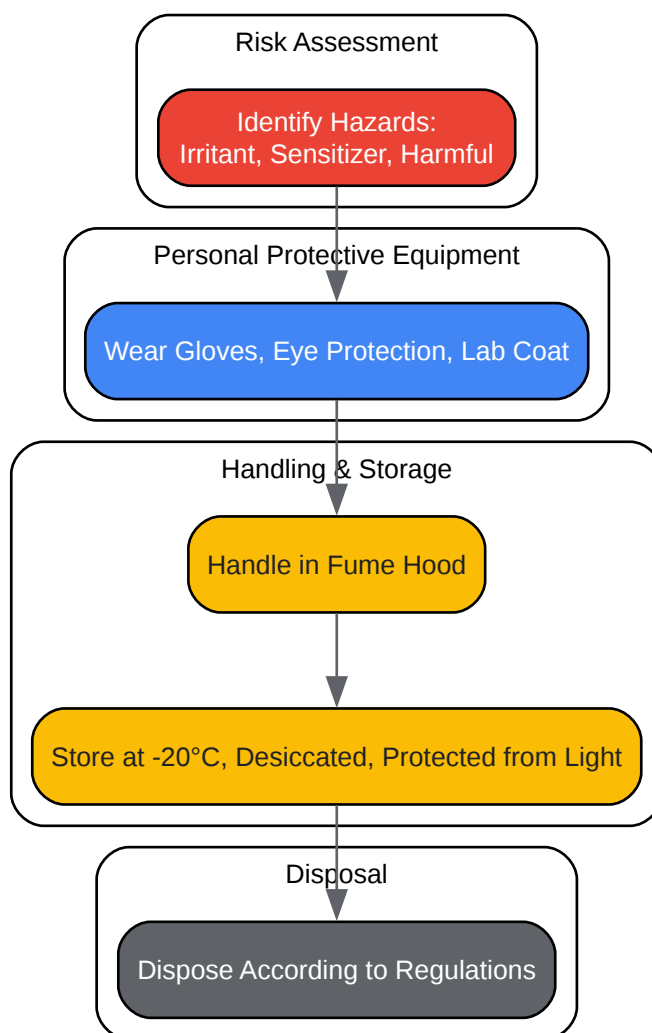 Risk Assessment
Identify Hazards:
Irritant, Sensitizer, Harmful
Personal Protective Equipment
Wear Gloves, Eye Protection, Lab Coat
Handling & Storage
Handle in Fume Hood
Store at -20°C, Desiccated, Protected from Light
Disposal
Dispose According to Regulations